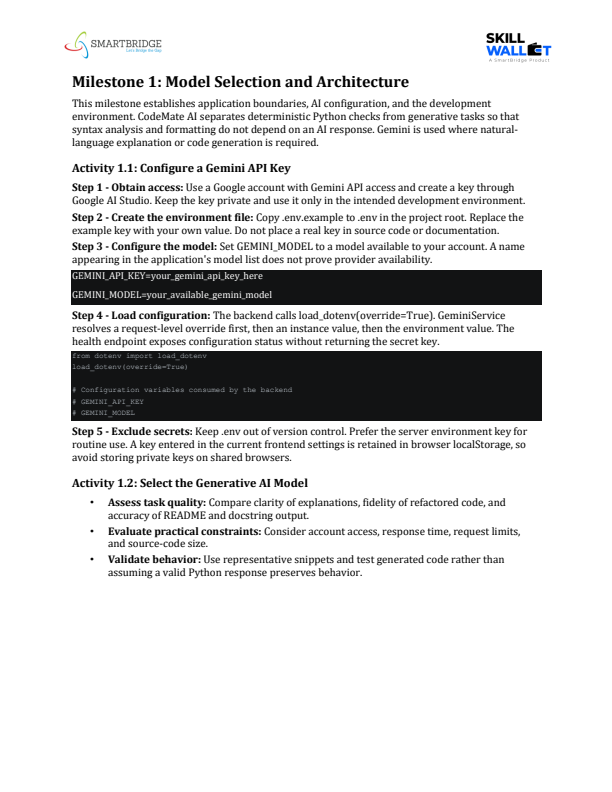 SMARTBRIDGE
Let's Bridge the Gap
SKILL
WALLET
A SmartBridge Product
Milestone 1: Model Selection and Architecture
This milestone establishes application boundaries, AI configuration, and the development
environment. CodeMate AI separates deterministic Python checks from generative tasks so that
syntax analysis and formatting do not depend on an AI response. Gemini is used where natural-
language explanation or code generation is required.
Activity 1.1: Configure a Gemini API Key
Step 1 - Obtain access: Use a Google account with Gemini API access and create a key through
Google AI Studio. Keep the key private and use it only in the intended development environment.
Step 2 - Create the environment file: Copy .env.example to .env in the project root. Replace the
example key with your own value. Do not place a real key in source code or documentation.
Step 3 - Configure the model: Set GEMINI_MODEL to a model available to your account. A name
appearing in the application's model list does not prove provider availability.
GEMINI_API_KEY=your_gemini_api_key_here
GEMINI_MODEL=your_available_gemini_model
Step 4 - Load configuration: The backend calls load_dotenv(override=True). GeminiService
resolves a request-level override first, then an instance value, then the environment value. The
health endpoint exposes configuration status without returning the secret key.
from dotenv import load_dotenv
load_dotenv(override=True)
# Configuration variables consumed by the backend
# GEMINI_API_KEY
# GEMINI_MODEL
Step 5 - Exclude secrets: Keep .env out of version control. Prefer the server environment key for
routine use. A key entered in the current frontend settings is retained in browser localStorage, so
avoid storing private keys on shared browsers.
Activity 1.2: Select the Generative AI Model
• Assess task quality: Compare clarity of explanations, fidelity of refactored code, and
accuracy of README and docstring output.
• Evaluate practical constraints: Consider account access, response time, request limits,
and source-code size.
• Validate behavior: Use representative snippets and test generated code rather than
assuming a valid Python response preserves behavior.